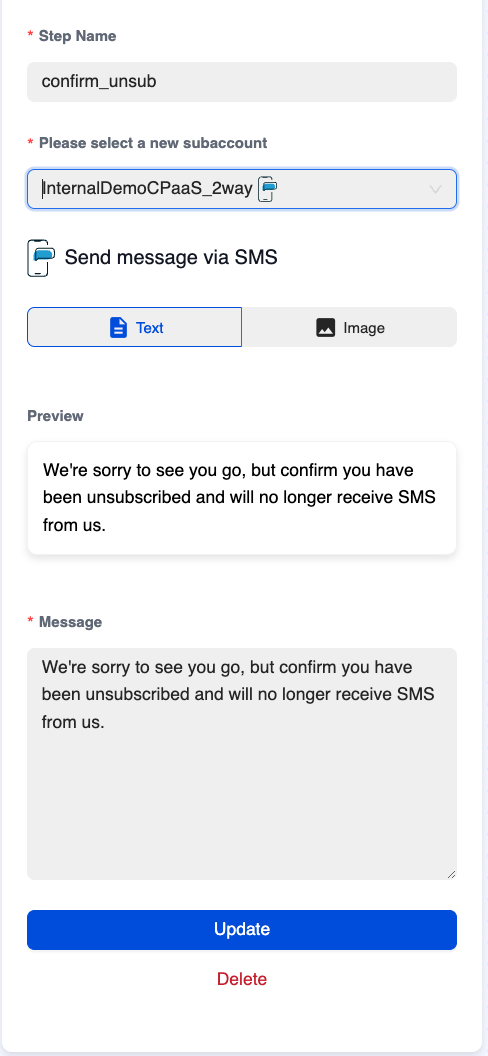 * Step Name
confirm_unsub
* Please select a new subaccount
InternalDemoCPaaS_2way
Send message via SMS
Text
Image
Preview
We're sorry to see you go, but confirm you have
been unsubscribed and will no longer receive SMS
from us.
* Message
We're sorry to see you go, but confirm you have
been unsubscribed and will no longer receive SMS
from us.
Update
Delete